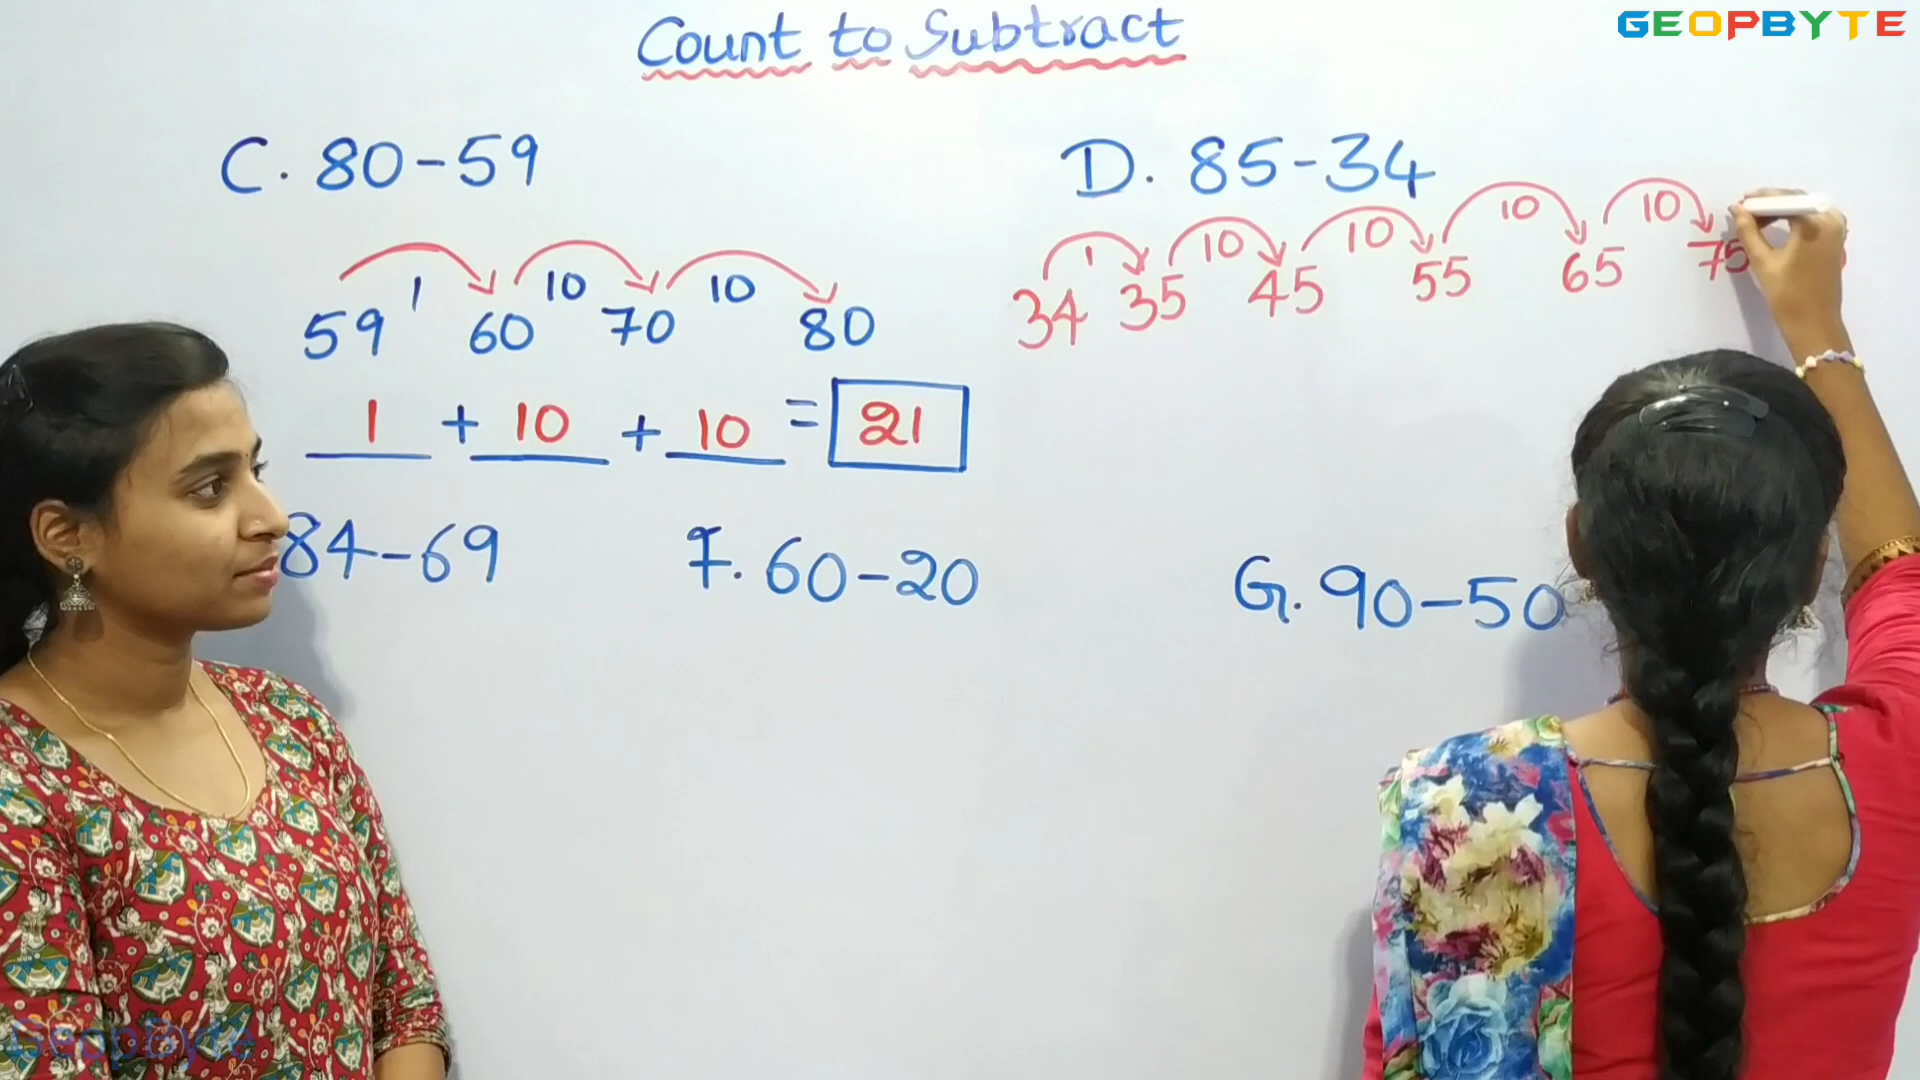 GEOPBYTE
Count to Subtract
C. 80-59
59 1 60 10 70 10 80
1 + 10 + 10 = 21
D. 85-34
34 1 35 10 45 10 55 10 65 10 75
84-69
F. 60-20
G. 90-50
GeopByte